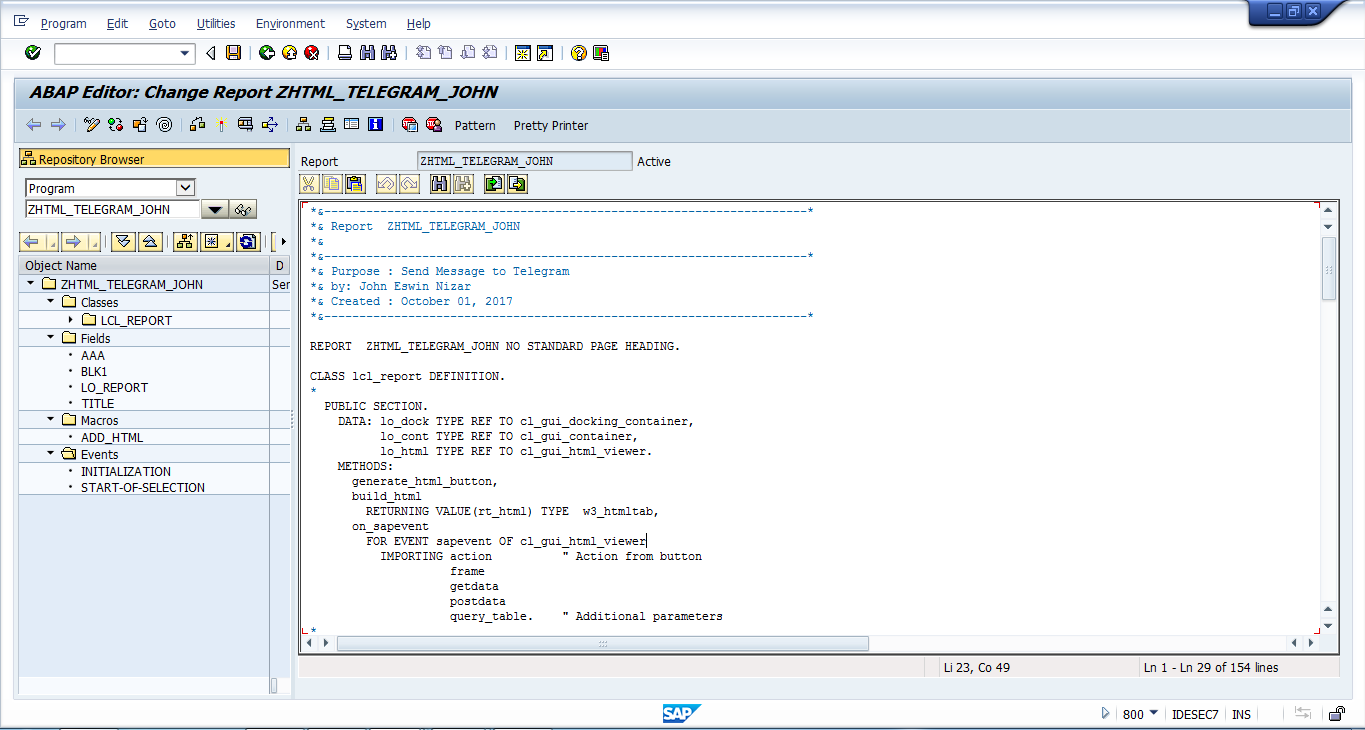 Program Edit Goto Utilities Environment System Help
ABAP Editor: Change Report ZHTML_TELEGRAM_JOHN
Pattern Pretty Printer
Repository Browser
Program
ZHTML_TELEGRAM_JOHN
Object Name D
ZHTML_TELEGRAM_JOHN Ser
Classes
LCL_REPORT
Fields
AAA
BLK1
LO_REPORT
TITLE
Macros
ADD_HTML
Events
INITIALIZATION
START-OF-SELECTION
Report ZHTML_TELEGRAM_JOHN Active
*&---------------------------------------------------------------------*
*& Report  ZHTML_TELEGRAM_JOHN
*&
*&---------------------------------------------------------------------*
*& Purpose : Send Message to Telegram
*& by: John Eswin Nizar
*& Created : October 01, 2017
*&---------------------------------------------------------------------*
REPORT  ZHTML_TELEGRAM_JOHN NO STANDARD PAGE HEADING.
CLASS lcl_report DEFINITION.
*
PUBLIC SECTION.
DATA: lo_dock TYPE REF TO cl_gui_docking_container,
lo_cont TYPE REF TO cl_gui_container,
lo_html TYPE REF TO cl_gui_html_viewer.
METHODS:
generate_html_button,
build_html
RETURNING VALUE(rt_html) TYPE  w3_htmltab,
on_sapevent
FOR EVENT sapevent OF cl_gui_html_viewer
IMPORTING action " Action from button
frame
getdata
postdata
query_table. " Additional parameters
*
Li 23, Co 49 Ln 1 - Ln 29 of 154 lines
SAP 800 IDESEC7 INS